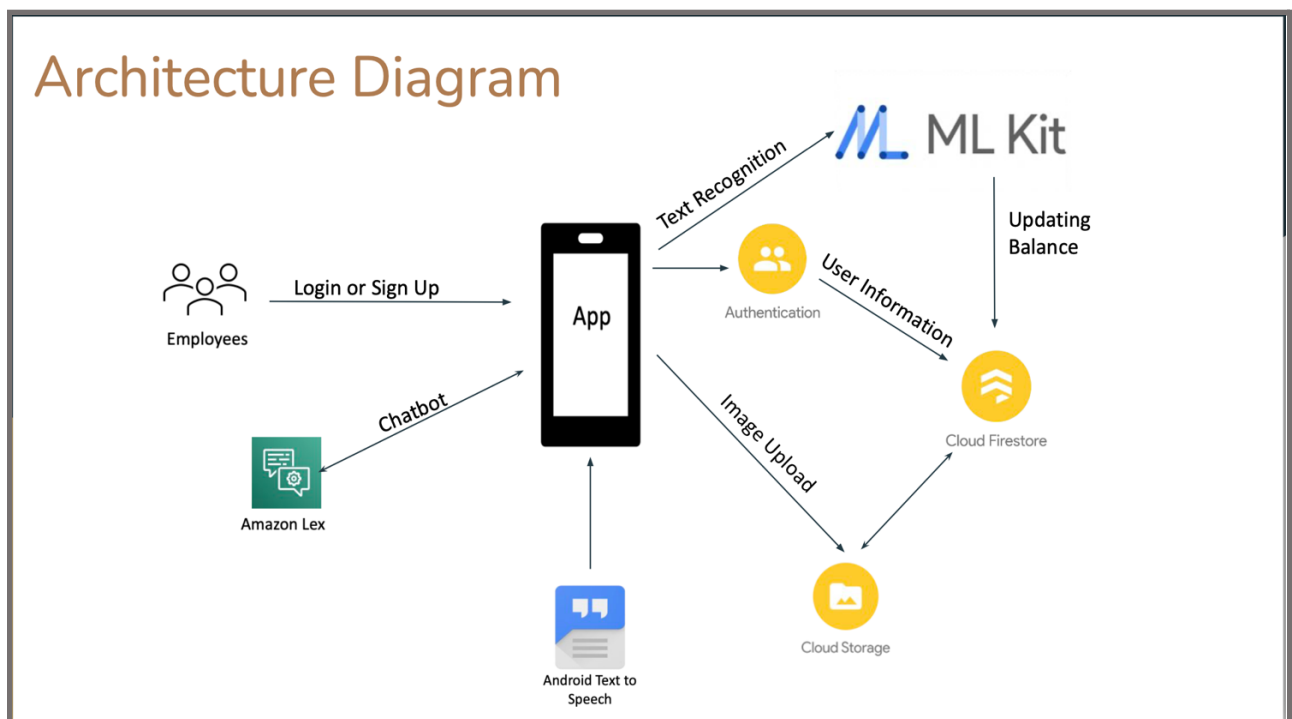 Architecture Diagram
ML Kit
Text Recognition
Updating
Balance
Authentication
User Information
Login or Sign Up
Employees
App
Chatbot
Image Upload
Cloud Firestore
Amazon Lex
Cloud Storage
Android Text to
Speech